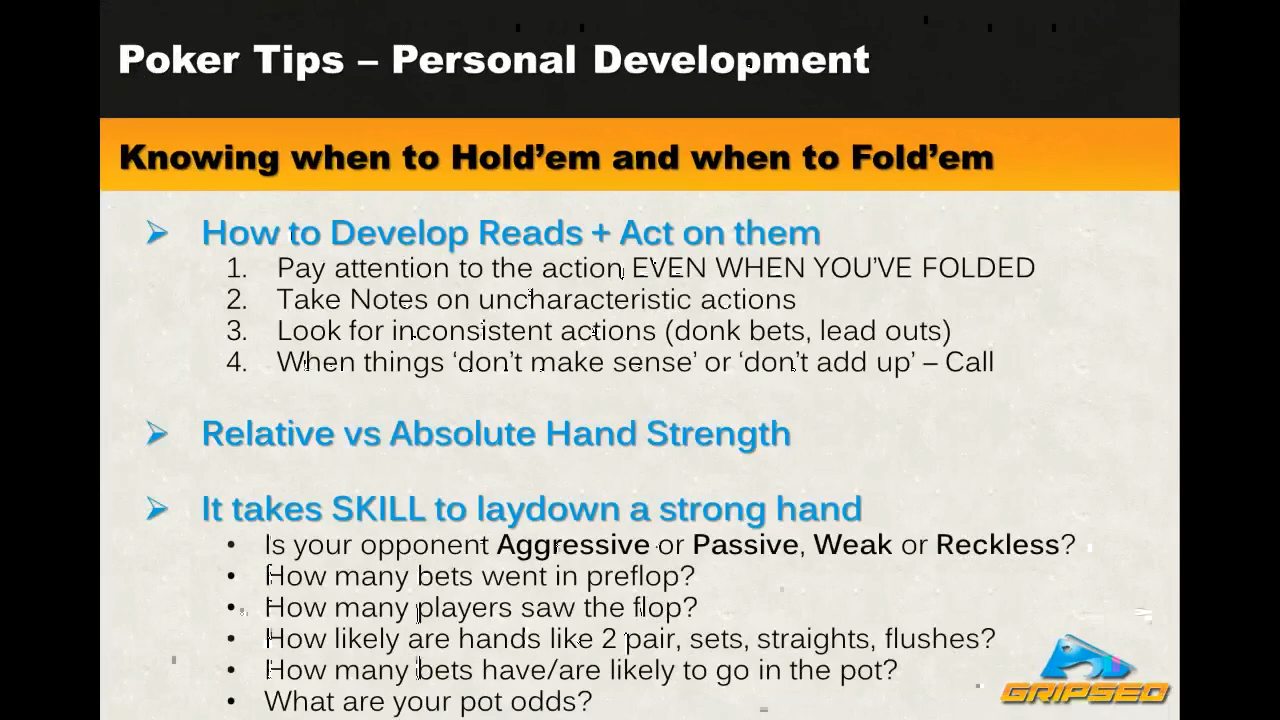 Poker Tips – Personal Development
Knowing when to Hold’em and when to Fold’em
➢ How to Develop Reads + Act on them
1. Pay attention to the action, EVEN WHEN YOU’VE FOLDED
2. Take Notes on uncharacteristic actions
3. Look for inconsistent actions (donk bets, lead outs)
4. When things ‘don’t make sense’ or ‘don’t add up’ – Call
➢ Relative vs Absolute Hand Strength
➢ It takes SKILL to laydown a strong hand
• Is your opponent Aggressive or Passive, Weak or Reckless?
• How many bets went in preflop?
• How many players saw the flop?
• How likely are hands like 2 pair, sets, straights, flushes?
• How many bets have/are likely to go in the pot?
• What are your pot odds?
GRIPSED